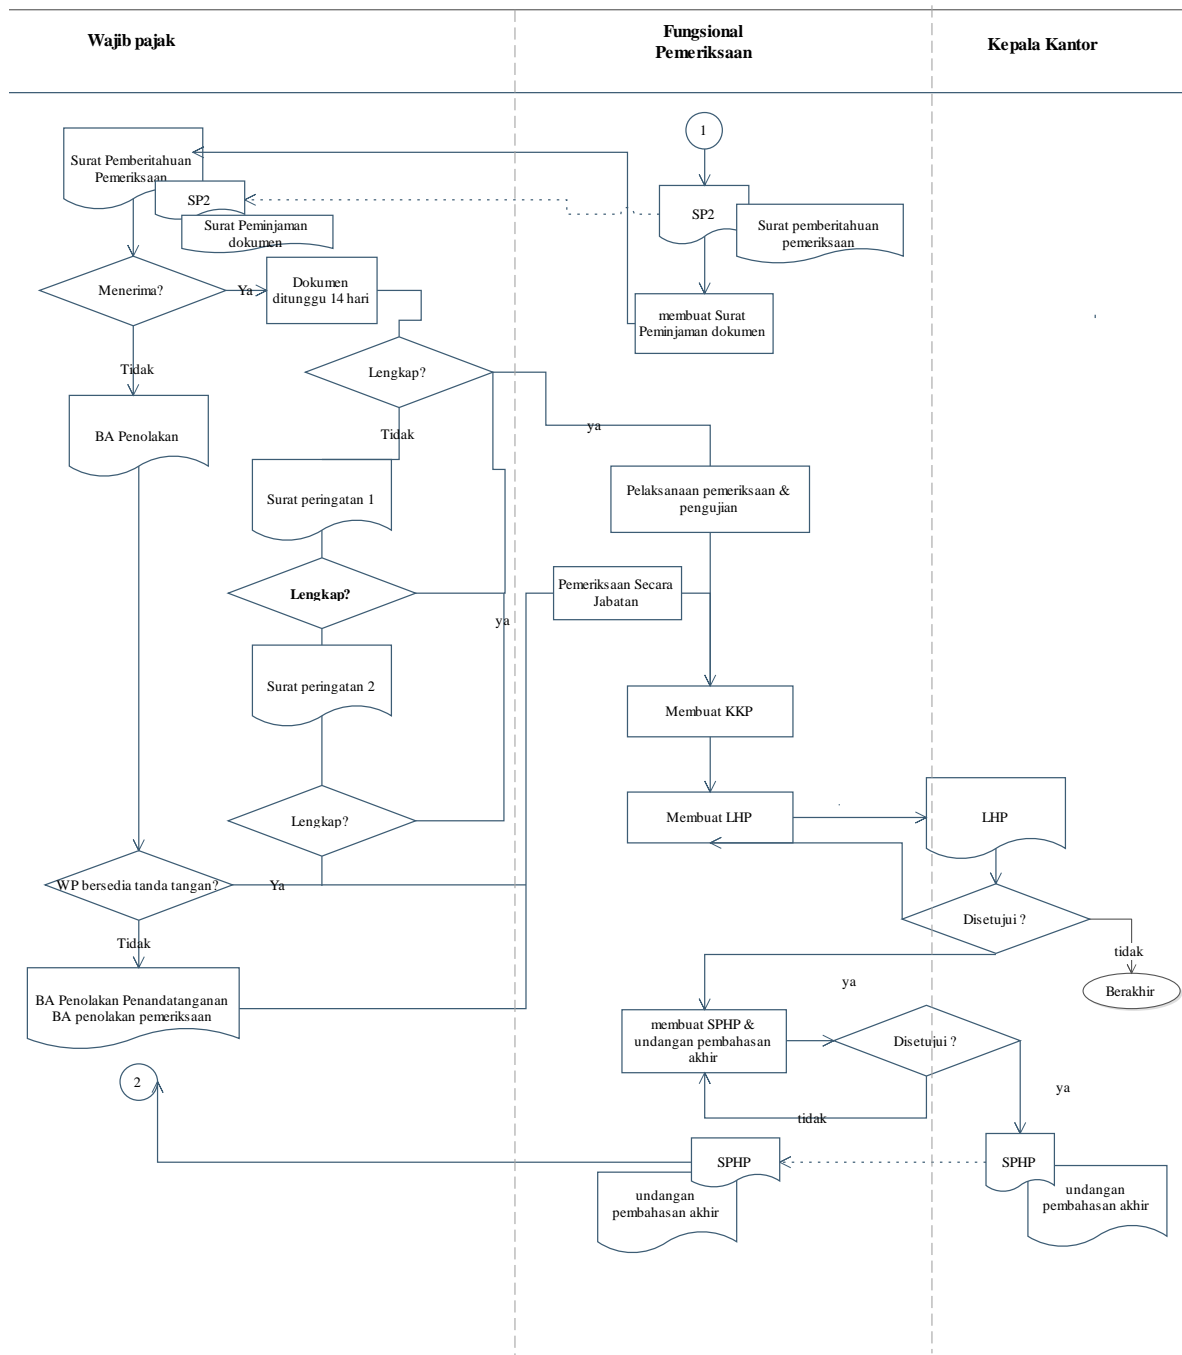 Wajib pajak
Fungsional
Pemeriksaan
Kepala Kantor
1
Surat Pemberitahuan
Pemeriksaan
SP2
Surat Peminjaman
dokumen
SP2
Surat pemberitahuan
pemeriksaan
Menerima?
Ya
Dokumen
ditunggu 14 hari
membuat Surat
Peminjaman dokumen
Tidak
Lengkap?
BA Penolakan
Tidak
ya
Surat peringatan 1
Pelaksanaan pemeriksaan &
pengujian
Lengkap?
Pemeriksaan Secara
Jabatan
ya
Surat peringatan 2
Membuat KKP
Lengkap?
Membuat LHP
LHP
WP bersedia tanda tangan?
Ya
Disetujui ?
Tidak
tidak
BA Penolakan Penandatanganan
BA penolakan pemeriksaan
ya
Berakhir
membuat SPHP &
undangan pembahasan
akhir
Disetujui ?
2
ya
tidak
SPHP
undangan
pembahasan akhir
SPHP
undangan
pembahasan akhir